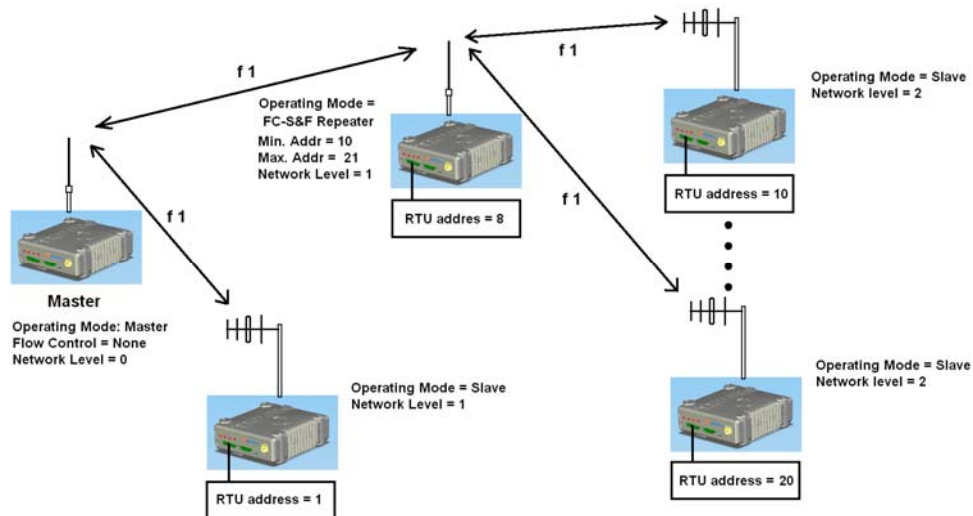 f 1
f 1
Operating Mode =
FC-S&F Repeater
Min. Addr = 10
Max. Addr = 21
Network Level = 1
RTU addres = 8
Operating Mode = Slave
Network level = 2
RTU address = 10
f 1
f 1
Master
Operating Mode: Master
Flow Control = None
Network Level = 0
Operating Mode = Slave
Network Level = 1
RTU address = 1
Operating Mode = Slave
Network level = 2
RTU address = 20